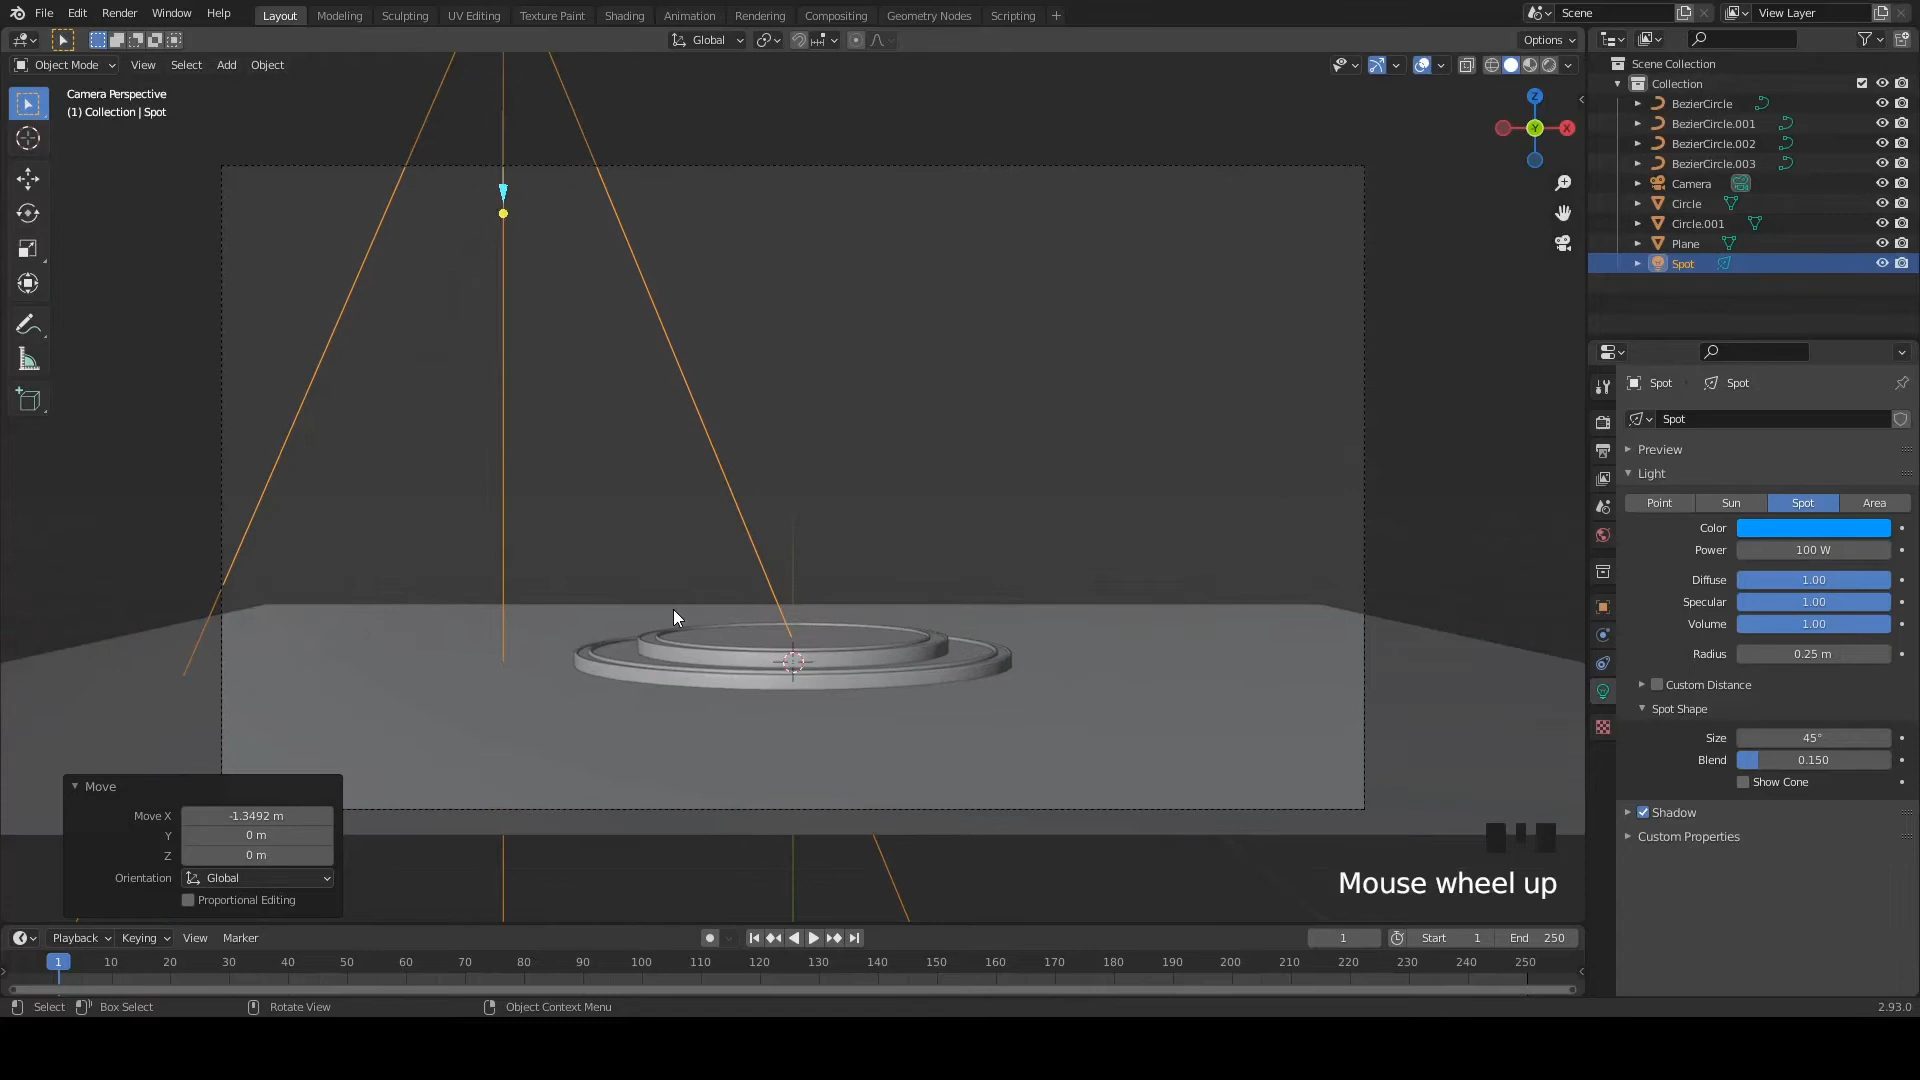 File Edit Render Window Help Layout Modeling Sculpting UV Editing Texture Paint Shading Animation Rendering Compositing Geometry Nodes Scripting + Scene View Layer
Global Options
Object Mode View Select Add Object
Camera Perspective
(1) Collection | Spot
Z
Y
X
Scene Collection
Collection
BezierCircle
BezierCircle.001
BezierCircle.002
BezierCircle.003
Camera
Circle
Circle.001
Plane
Spot
Spot Spot
Spot
Preview
Light
Point Sun Spot Area
Color
Power 100 W
Diffuse 1.00
Specular 1.00
Volume 1.00
Radius 0.25 m
Custom Distance
Spot Shape
Size 45°
Blend 0.150
Show Cone
Shadow
Custom Properties
Move
Move X -1.3492 m
Y 0 m
Z 0 m
Orientation Global
Proportional Editing
Mouse wheel up
Playback Keying View Marker 1 Start 1 End 250
1 10 20 30 40 50 60 70 80 90 100 110 120 130 140 150 160 170 180 190 200 210 220 230 240 250
Select Box Select Rotate View Object Context Menu 2.93.0